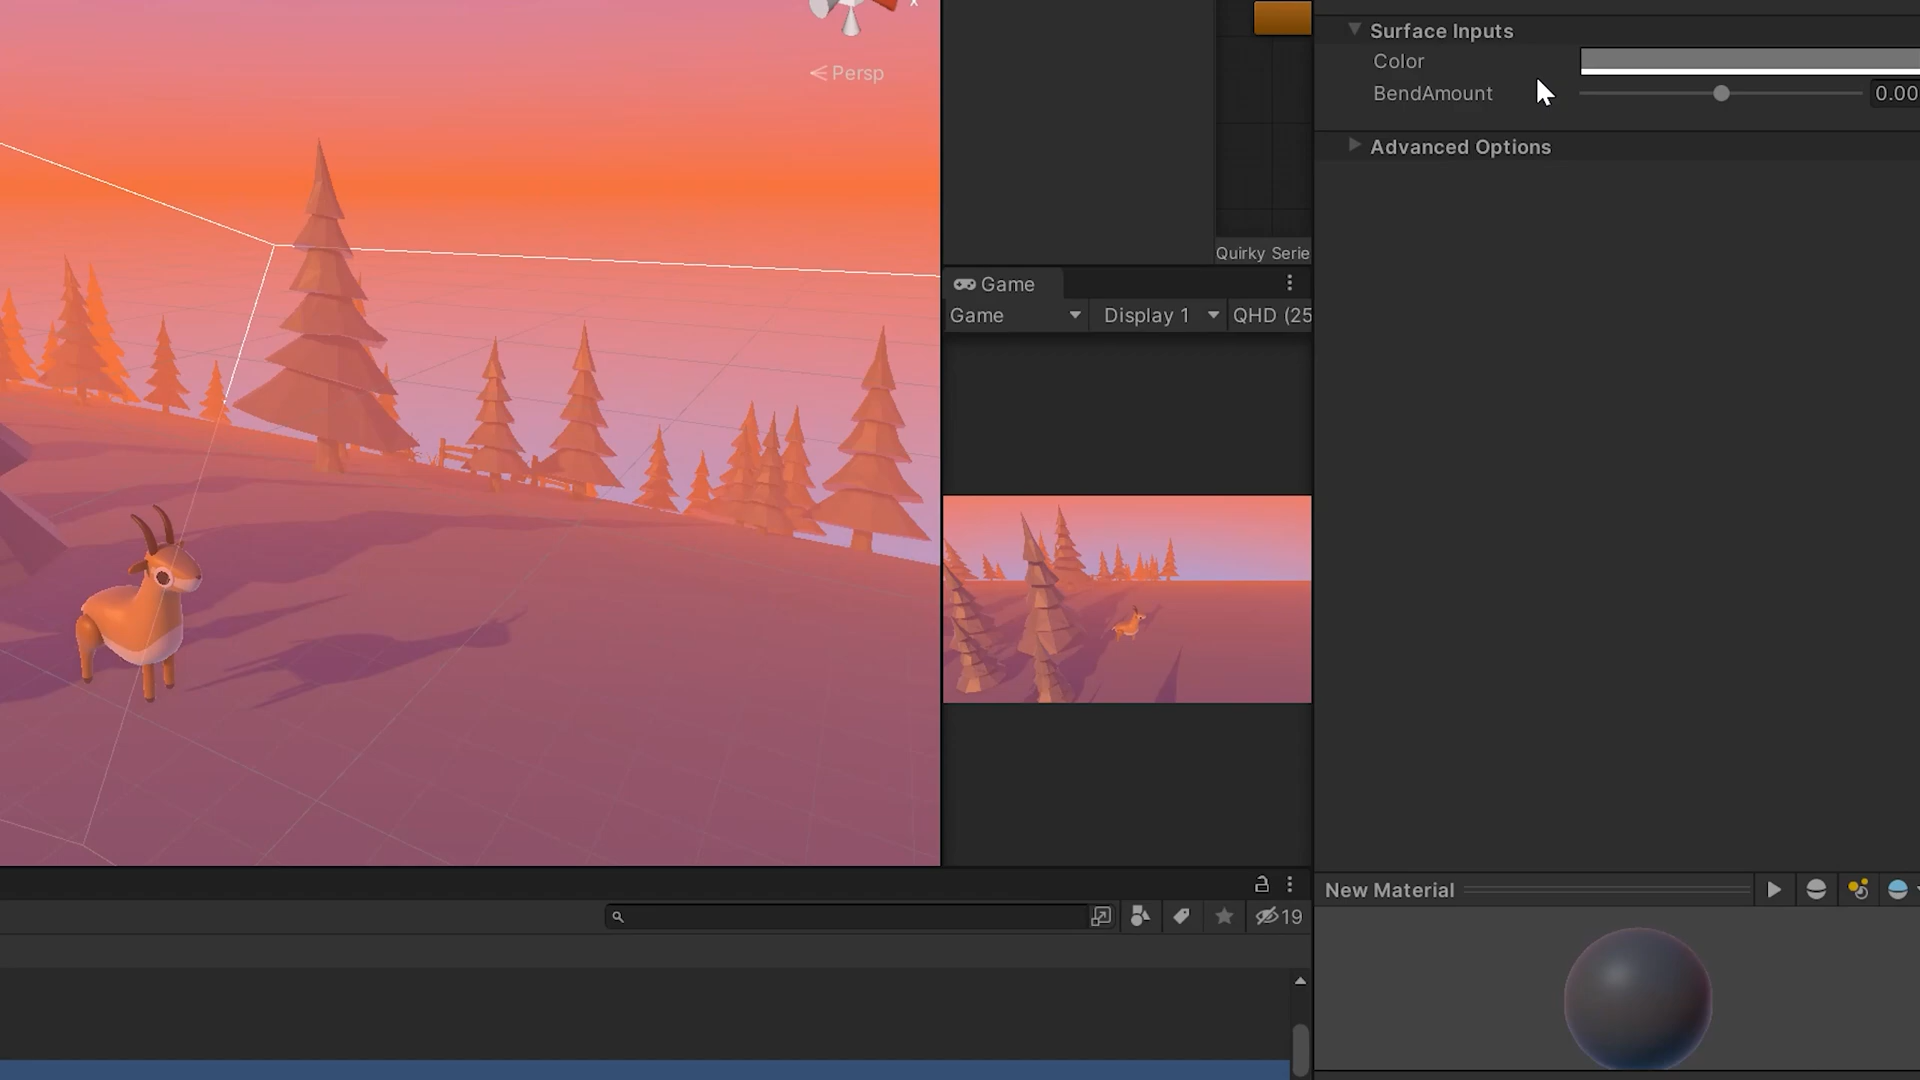 x
Persp
Surface Inputs
Color
BendAmount
0.00
Advanced Options
Quirky Serie
Game
Game
Display 1
QHD (25
19
New Material